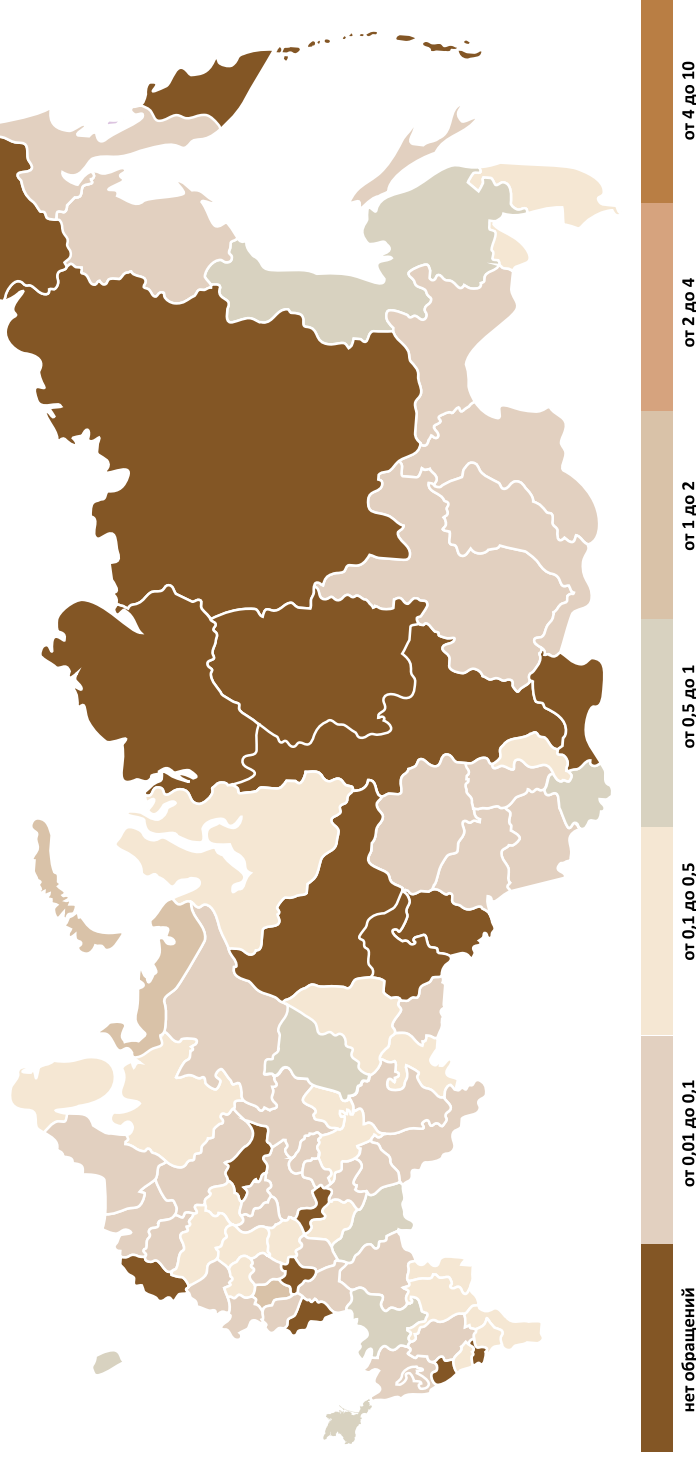 нет обращений
от 0,01 до 0,1
от 0,1 до 0,5
от 0,5 до 1
от 1 до 2
от 2 до 4
от 4 до 10